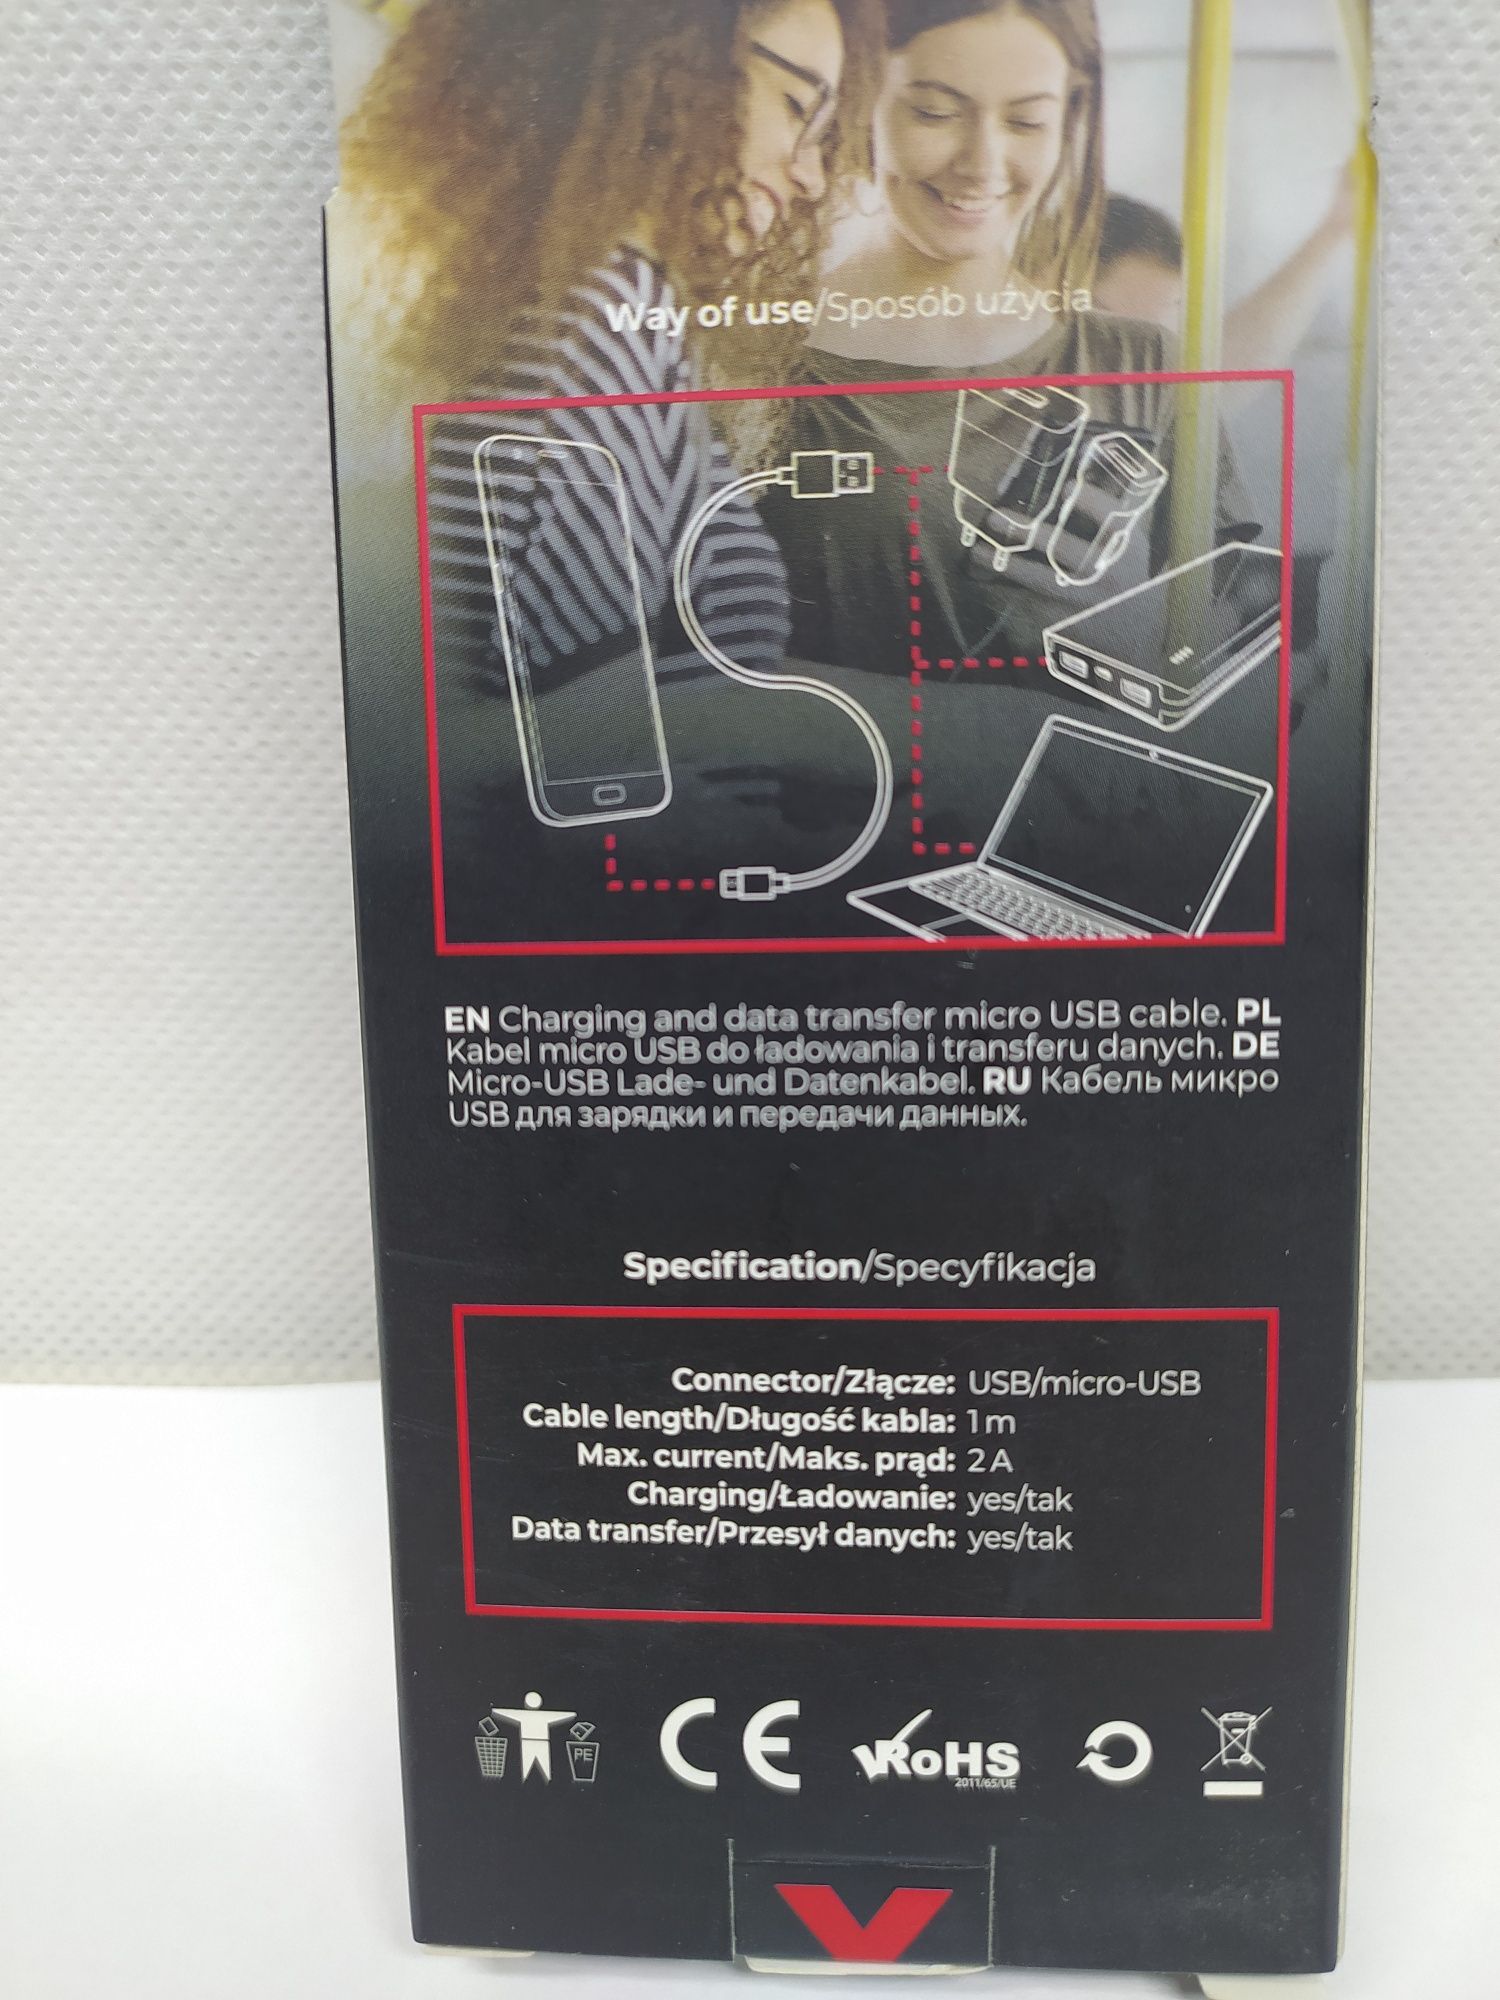 Way of use/Sposób użycia
EN Charging and data transfer micro USB cable. PL
Kabel micro USB do ładowania i transferu danych. DE
Micro-USB Lade- und Datenkabel. RU Кабель микро
USB для зарядки и передачи данных.
Specification/Specyfikacja
Connector/Złącze: USB/micro-USB
Cable length/Długość kabla: 1 m
Max. current/Maks. prąd: 2 A
Charging/Ładowanie: yes/tak
Data transfer/Przesył danych: yes/tak
PE
CE
RoHS
2011/65/UE